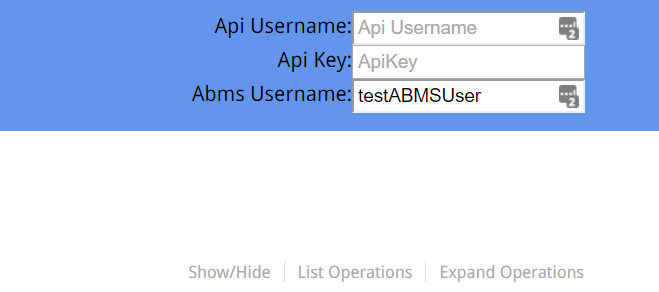 Api Username: Api Username
Api Key: ApiKey
Abms Username: testABMSUser
Show/Hide List Operations Expand Operations